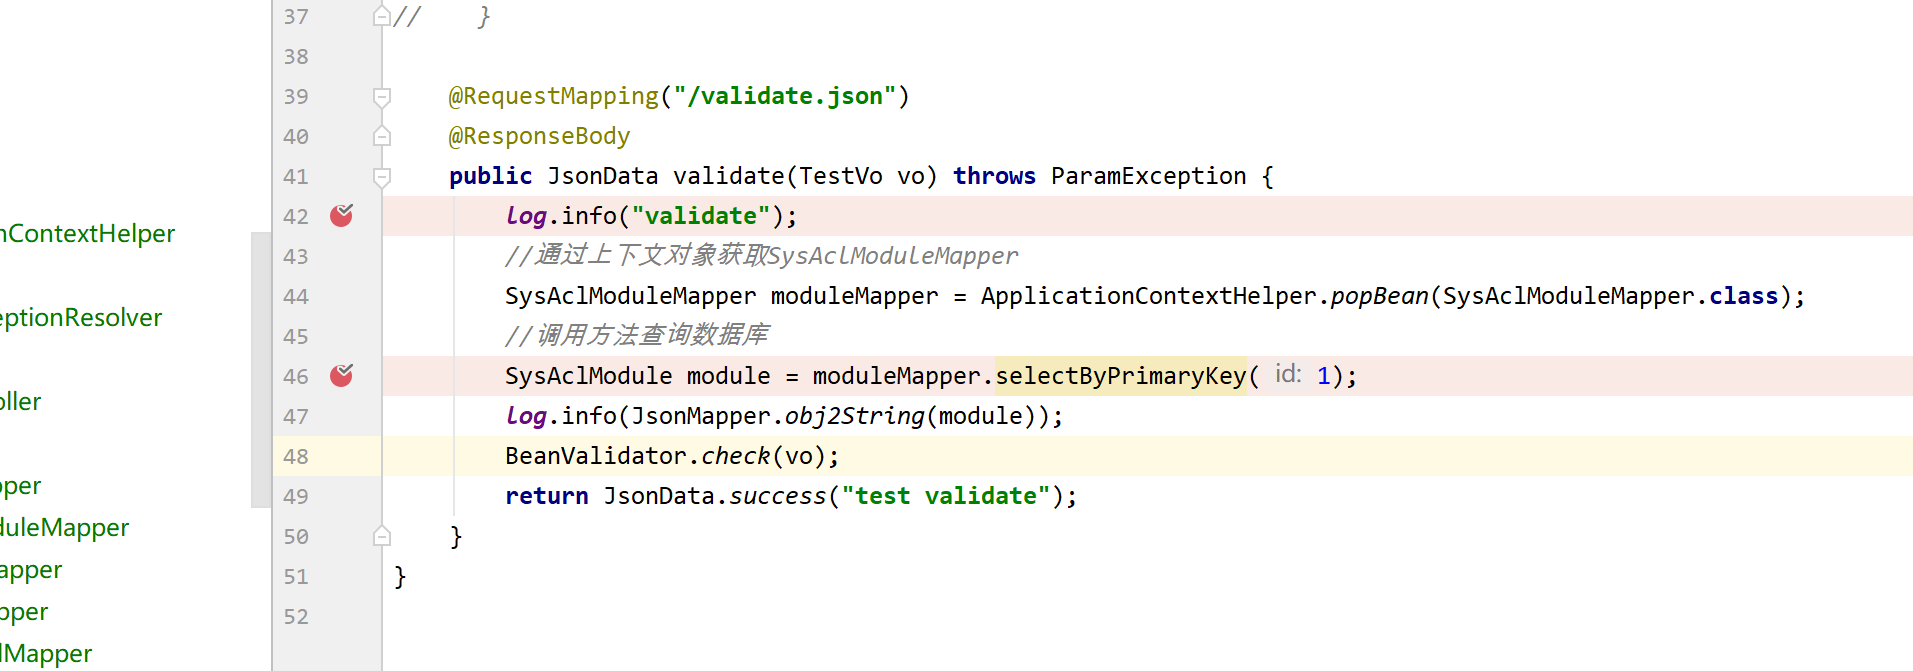 nContextHelper
eptionResolver
oller
pper
duleMapper
apper
pper
lMapper
37 //    }
38
39 @RequestMapping("/validate.json")
40 @ResponseBody
41 public JsonData validate(TestVo vo) throws ParamException {
42 log.info("validate");
43 //通过上下文对象获取SysAclModuleMapper
44 SysAclModuleMapper moduleMapper = ApplicationContextHelper.popBean(SysAclModuleMapper.class);
45 //调用方法查询数据库
46 SysAclModule module = moduleMapper.selectByPrimaryKey( id: 1);
47 log.info(JsonMapper.obj2String(module));
48 BeanValidator.check(vo);
49 return JsonData.success("test validate");
50 }
51 }
52